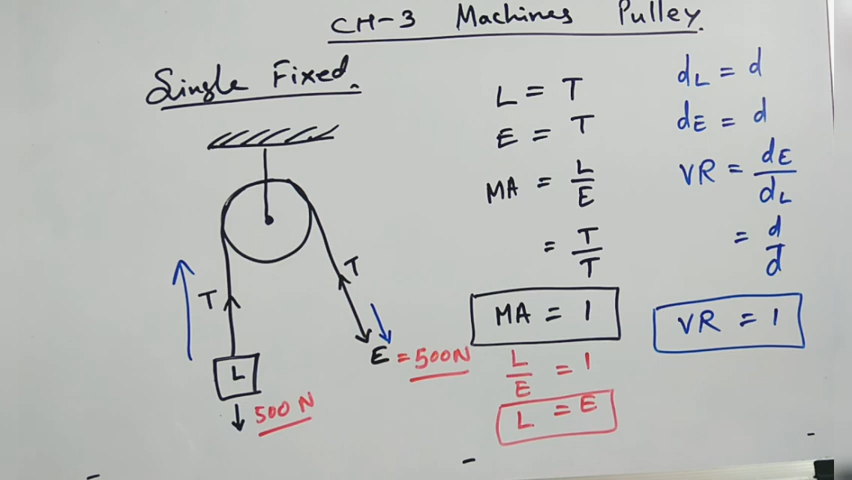 CH-3 Machines Pulley.
Single Fixed.
T
T
L
500 N
E = 500N
L = T
E = T
MA = L/E
= T/T
MA = 1
L/E = 1
L = E
dL = d
dE = d
VR = dE/dL
= d/d
VR = 1